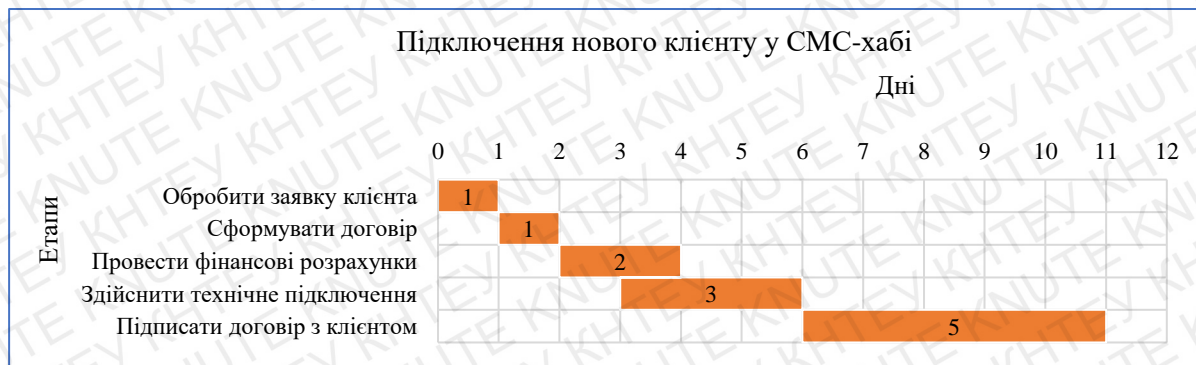 Підключення нового клієнту у СМС-хабі
Дні
0 1 2 3 4 5 6 7 8 9 10 11 12
Етапи
Обробити заявку клієнта 1
Сформувати договір 1
Провести фінансові розрахунки 2
Здійснити технічне підключення 3
Підписати договір з клієнтом 5
KNUTE КНТЕУ